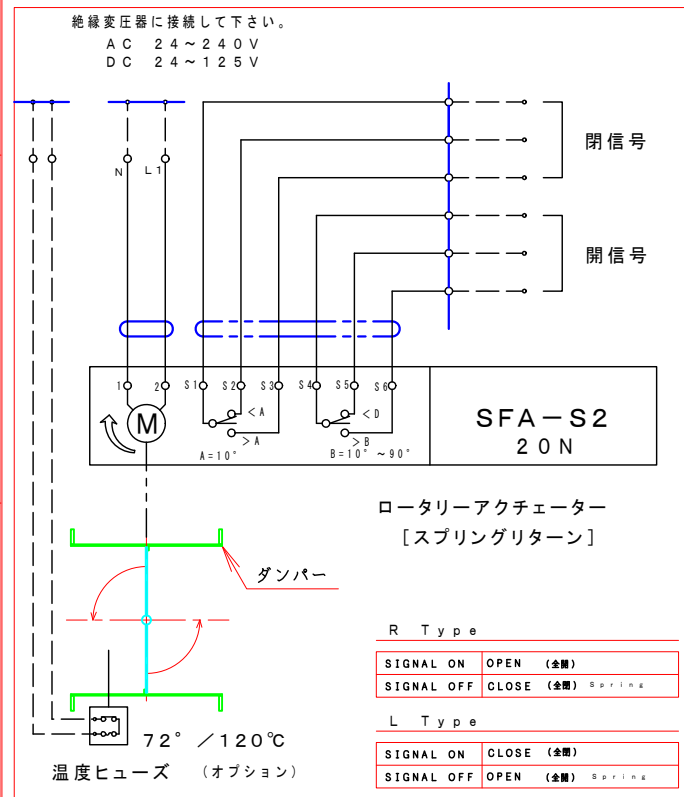 絶縁変圧器に接続して下さい。
AC 24~240V
DC 24~125V
N L1
閉信号
開信号
1 2 S1 S2 S3 S4 S5 S6
M
<A
>A
A=10°
<D
>B
B=10° ~90°
SFA-S2
20N
ロータリーアクチェーター
[スプリングリターン]
ダンパー
R Type
SIGNAL ON OPEN (全開)
SIGNAL OFF CLOSE (全閉) Spring
L Type
SIGNAL ON CLOSE (全閉)
SIGNAL OFF OPEN (全開) Spring
72° /120℃
温度ヒューズ (オプション)